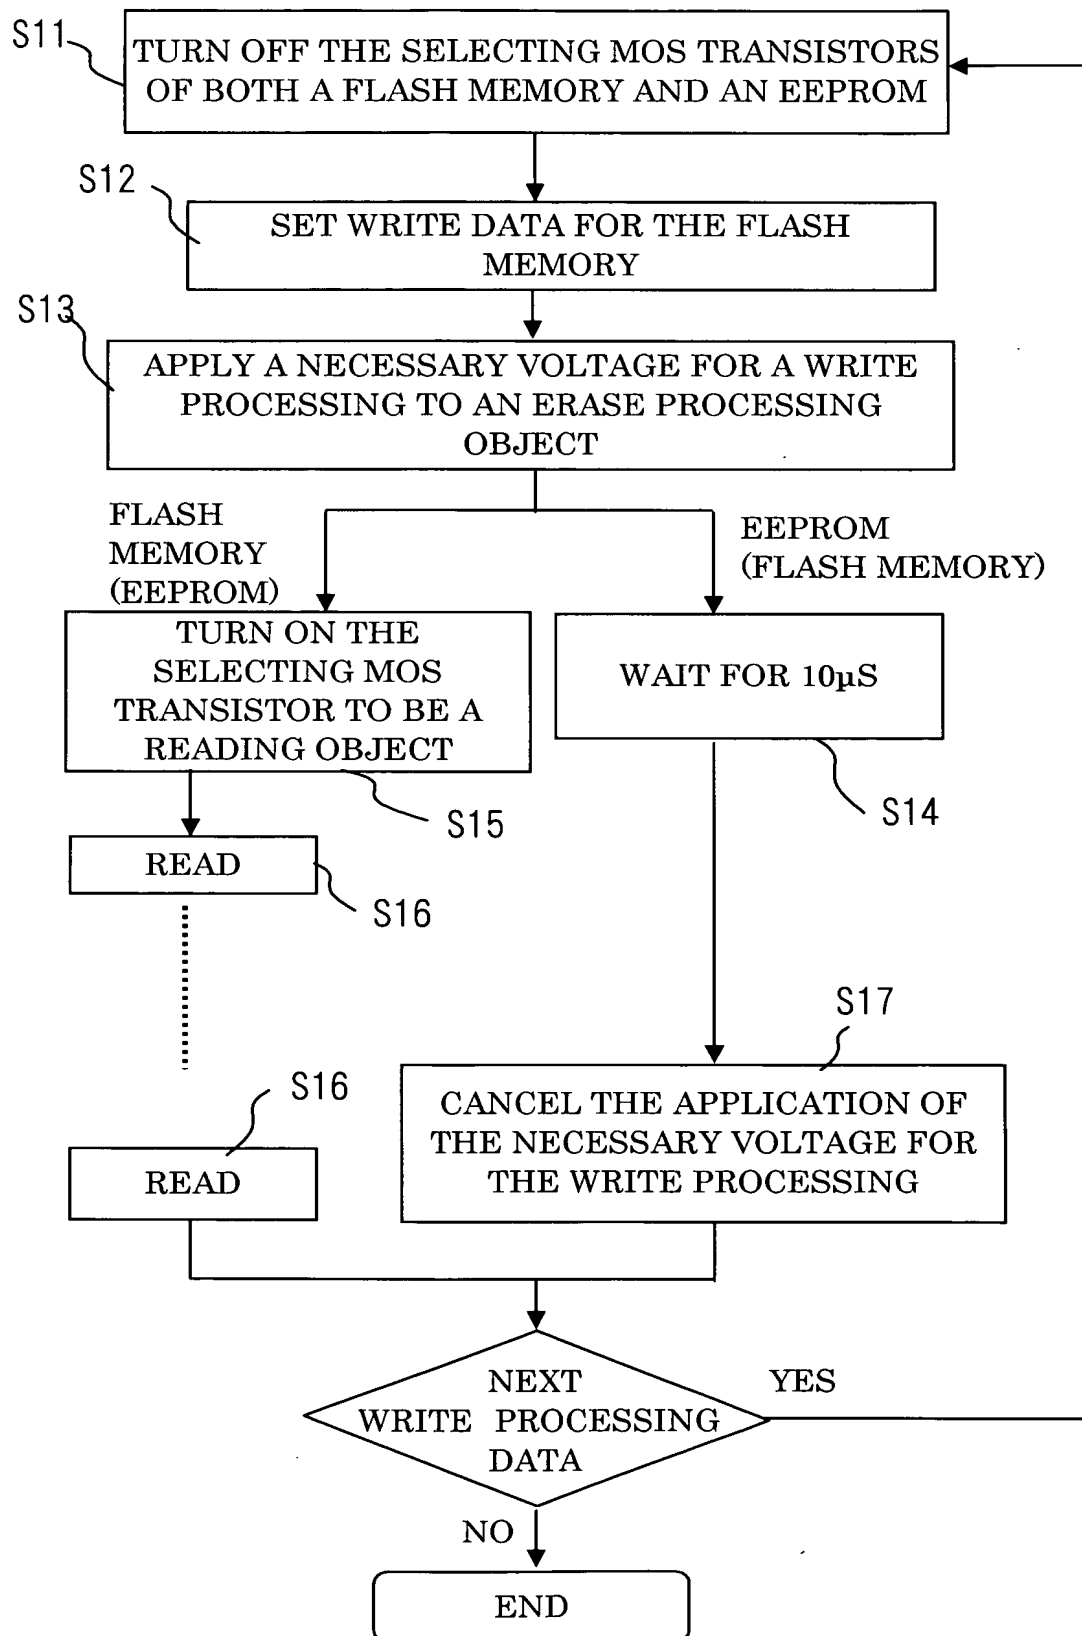 S11
TURN OFF THE SELECTING MOS TRANSISTORS
OF BOTH A FLASH MEMORY AND AN EEPROM
S12
SET WRITE DATA FOR THE FLASH
MEMORY
S13
APPLY A NECESSARY VOLTAGE FOR A WRITE
PROCESSING TO AN ERASE PROCESSING
OBJECT
FLASH
MEMORY
(EEPROM)
EEPROM
(FLASH MEMORY)
TURN ON THE
SELECTING MOS
TRANSISTOR TO BE A
READING OBJECT
WAIT FOR 10µS
S15
S14
READ
S16
S17
S16
READ
CANCEL THE APPLICATION OF
THE NECESSARY VOLTAGE FOR
THE WRITE PROCESSING
NEXT
WRITE PROCESSING
DATA
YES
NO
END